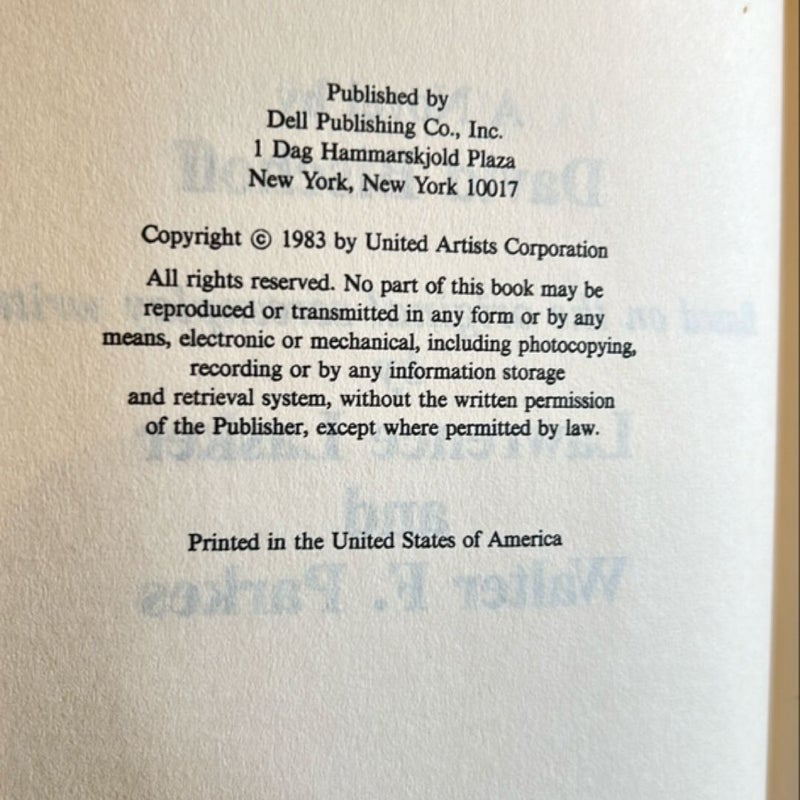 Published by
Dell Publishing Co., Inc.
1 Dag Hammarskjold Plaza
New York, New York 10017
Copyright © 1983 by United Artists Corporation
All rights reserved. No part of this book may be
reproduced or transmitted in any form or by any
means, electronic or mechanical, including photocopying,
recording or by any information storage
and retrieval system, without the written permission
of the Publisher, except where permitted by law.
Printed in the United States of America
and
Walter F. Parkes